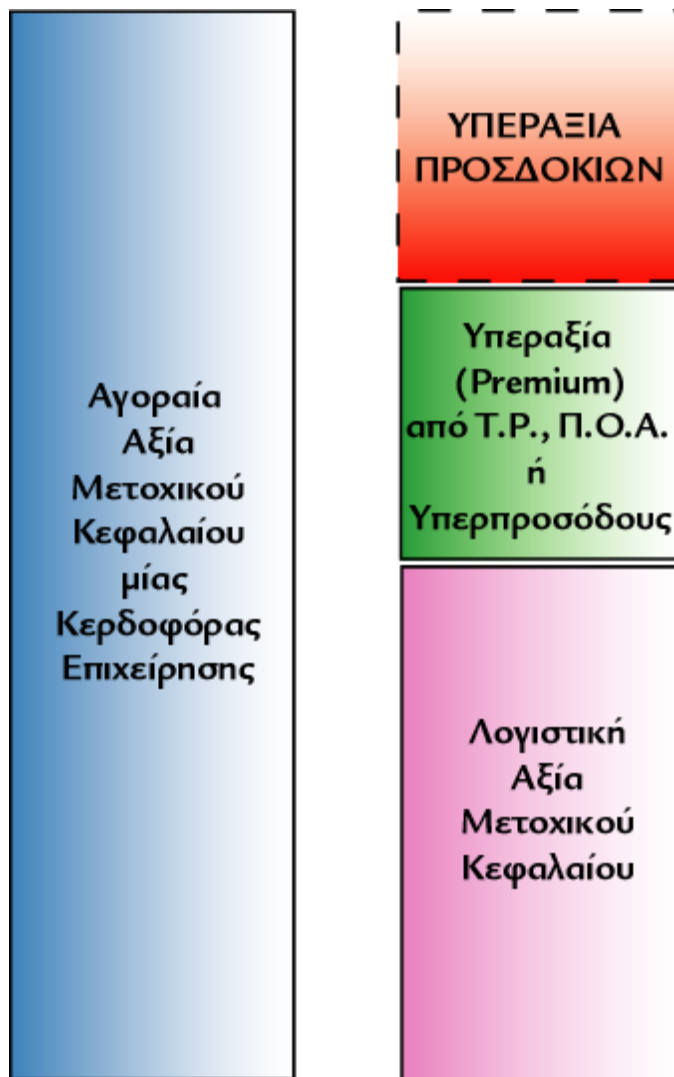 Αγοραία
Αξία
Μετοχικού
Κεφαλαίου
μίας
Κερδοφόρας
Επιχείρησης
ΥΠΕΡΑΞΙΑ
ΠΡΟΣΔΟΚΙΩΝ
Υπεραξία
(Premium)
από Τ.Ρ., Π.Ο.Α.
ή
Υπερπροσόδους
Λογιστική
Αξία
Μετοχικού
Κεφαλαίου